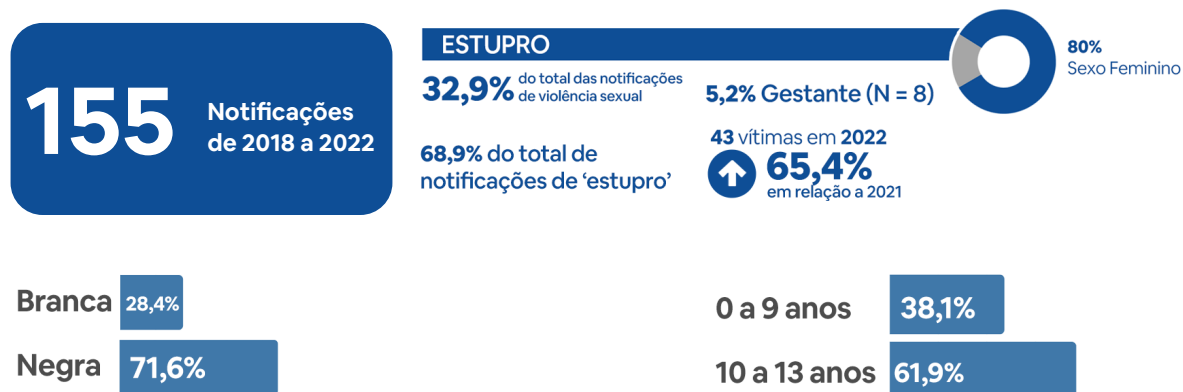 155
Notificações
de 2018 a 2022
ESTUPRO
32,9% do total das notificações
de violência sexual
68,9% do total de
notificações de ‘estupro’
5,2% Gestante (N = 8)
43 vítimas em 2022
65,4%
em relação a 2021
80%
Sexo Feminino
Branca 28,4%
Negra 71,6%
0 a 9 anos 38,1%
10 a 13 anos 61,9%